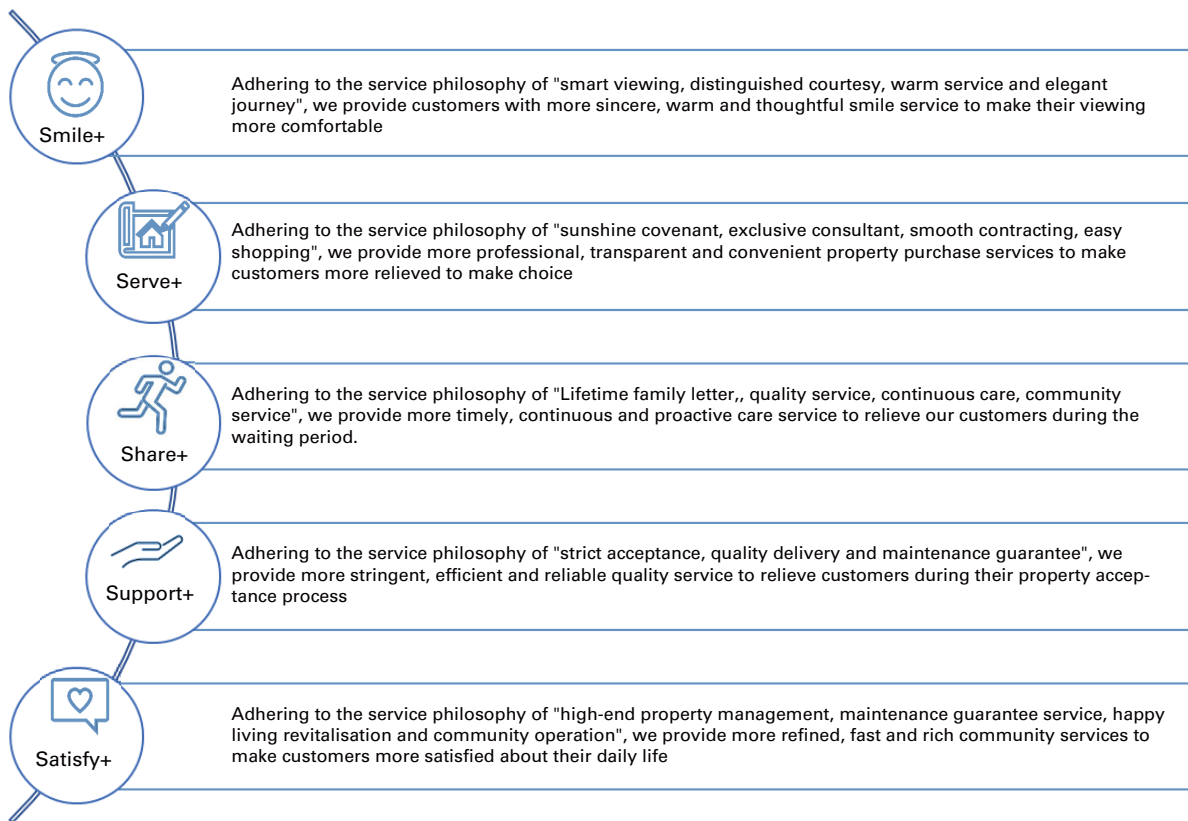 Smile+
Adhering to the service philosophy of "smart viewing, distinguished courtesy, warm service and elegant
journey", we provide customers with more sincere, warm and thoughtful smile service to make their viewing
more comfortable
Serve+
Adhering to the service philosophy of "sunshine covenant, exclusive consultant, smooth contracting, easy
shopping", we provide more professional, transparent and convenient property purchase services to make
customers more relieved to make choice
Share+
Adhering to the service philosophy of "Lifetime family letter,, quality service, continuous care, community
service", we provide more timely, continuous and proactive care service to relieve our customers during the
waiting period.
Support+
Adhering to the service philosophy of "strict acceptance, quality delivery and maintenance guarantee", we
provide more stringent, efficient and reliable quality service to relieve customers during their property accep-
tance process
Satisfy+
Adhering to the service philosophy of "high-end property management, maintenance guarantee service, happy
living revitalisation and community operation", we provide more refined, fast and rich community services to
make customers more satisfied about their daily life